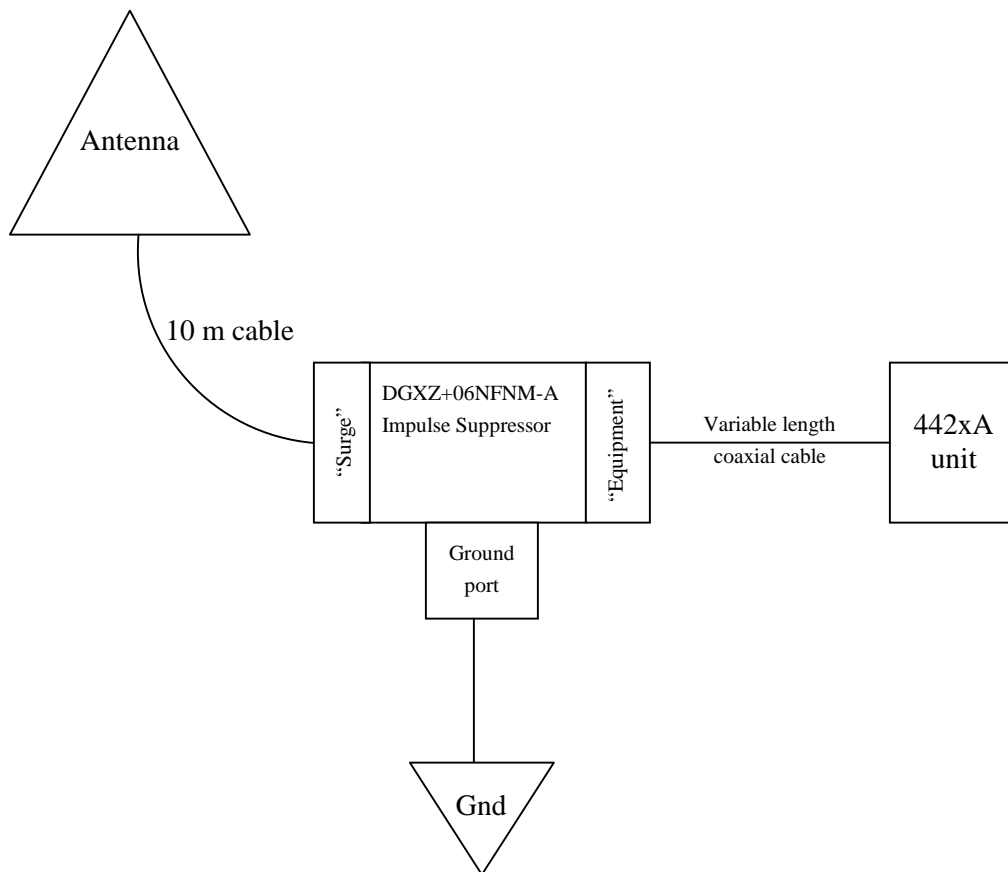 Antenna
10 m cable
“Surge”
DGXZ+06NFNM-A
Impulse Suppressor
“Equipment”
Variable length
coaxial cable
442xA
unit
Ground
port
Gnd